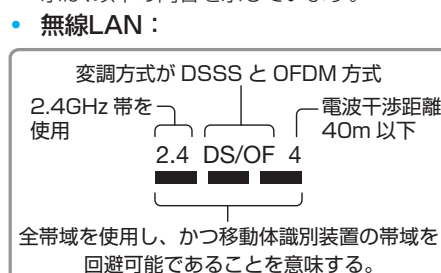 • 無線LAN：
変調方式が DSSS と OFDM 方式
2.4GHz 帯を
使用
電波干渉距離
40m 以下
2.4 DS/OF 4
全帯域を使用し、かつ移動体識別装置の帯域を
回避可能であることを意味する。